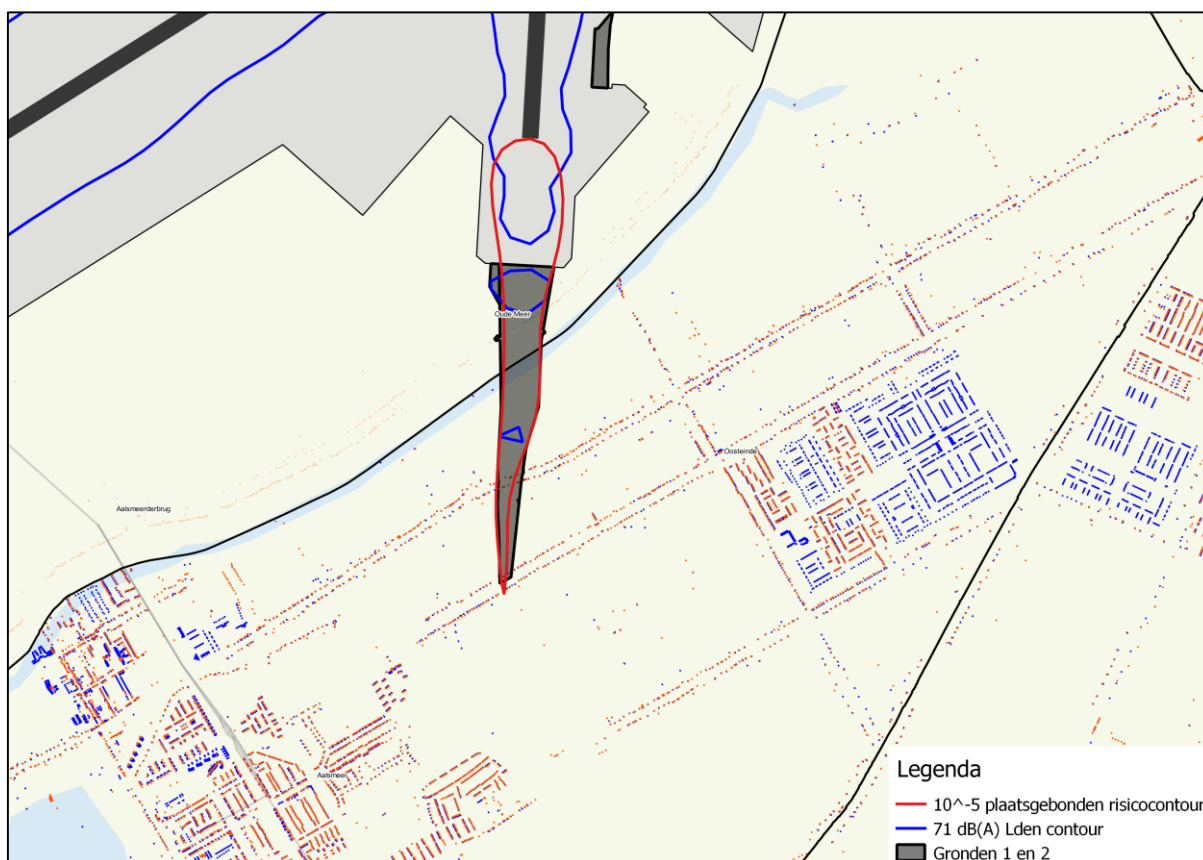 Oude Meer
Oosteinde
Aalsmeerderbrug
Aalsmeer
Legenda
10^-5 plaatsgebonden risicocontour
71 dB(A) Lden contour
Gronden 1 en 2